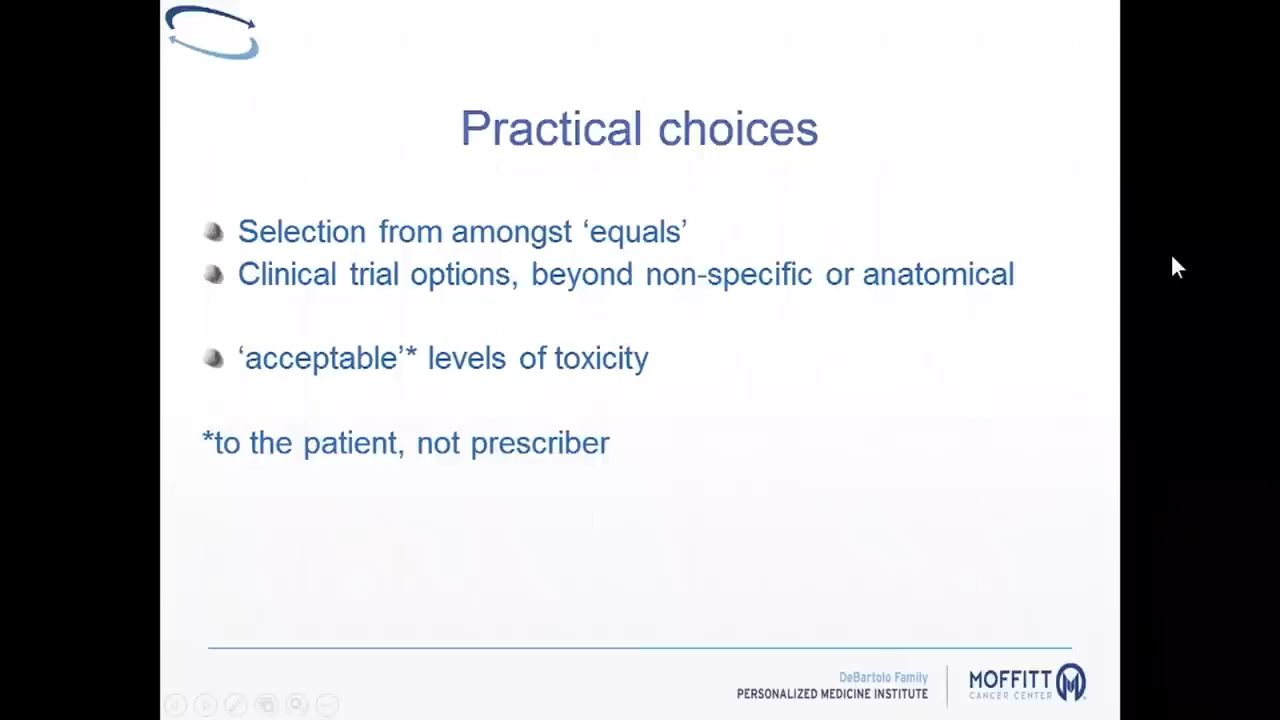 Practical choices
Selection from amongst ‘equals’
Clinical trial options, beyond non-specific or anatomical
‘acceptable’* levels of toxicity
*to the patient, not prescriber
DeBartolo Family
PERSONALIZED MEDICINE INSTITUTE
MOFFITT
CANCER CENTER